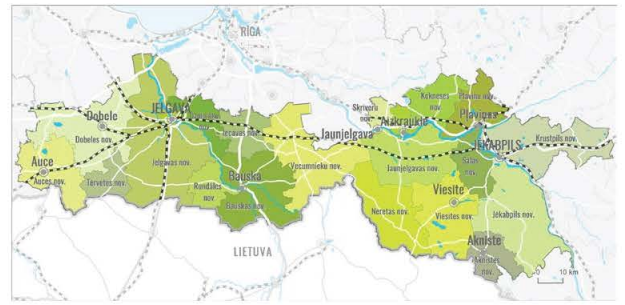 RĪGA
JELGAVA
Dobele
Dobeles nov.
Auce
Auces nov.
Tērvetes nov.
Jelgavas nov.
Iecavas nov.
Rundāles
nov.
Bauska
Bauskas nov.
Vecumnieku nov.
LIETUVA
Skrīveru
nov.
Jaunjelgava
Aizkraukle
Kokneses
nov.
Pļaviņu nov.
Pļaviņas
JĒKABPILS
Krustpils nov.
Jaunjelgavas nov.
Salas
nov.
Viesīte
Neretas nov.
Viesītes nov.
Jēkabpils nov.
Aknīste
Aknīstes
nov.
0 10 km